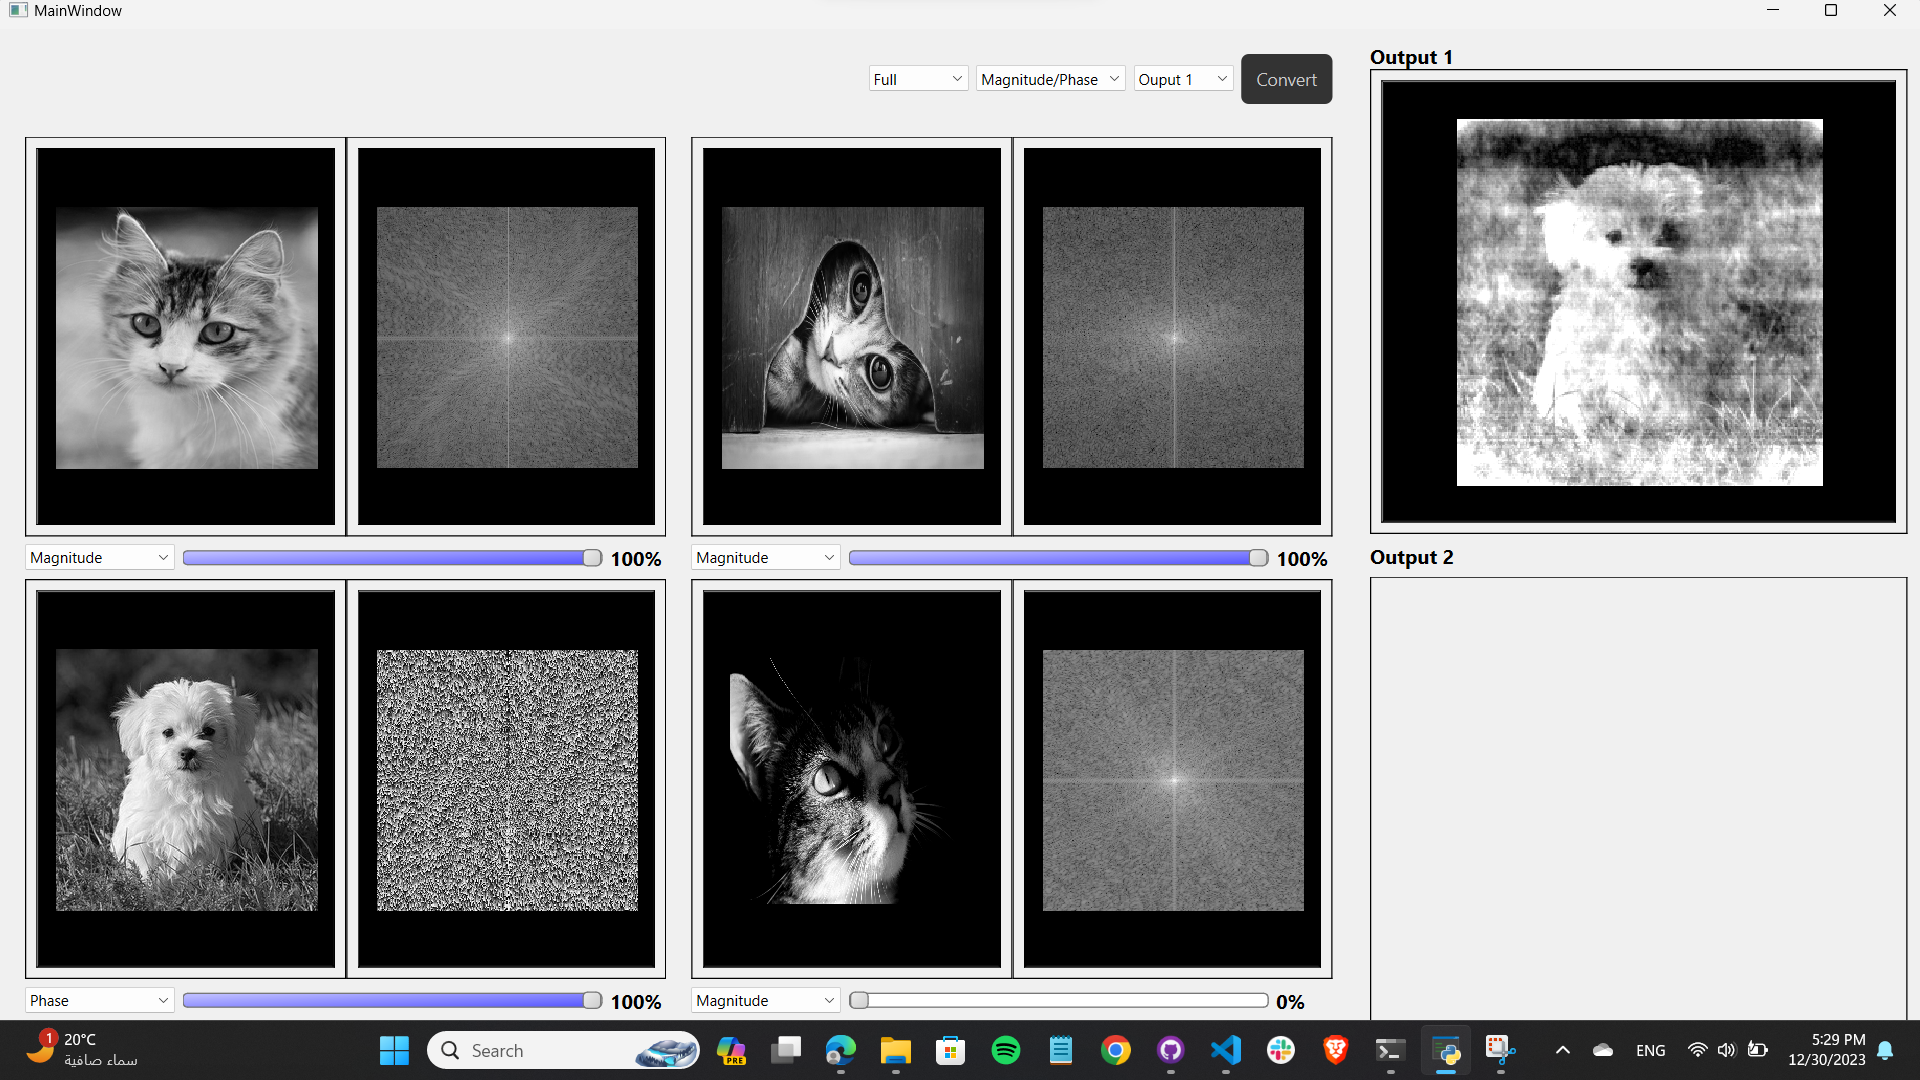 MainWindow
Full
Magnitude/Phase
Ouput 1
Convert
Output 1
Magnitude
100%
Magnitude
100%
Output 2
Phase
100%
Magnitude
0%
1
20°C
سماء صافية
Search
PRE
ENG
5:29 PM
12/30/2023